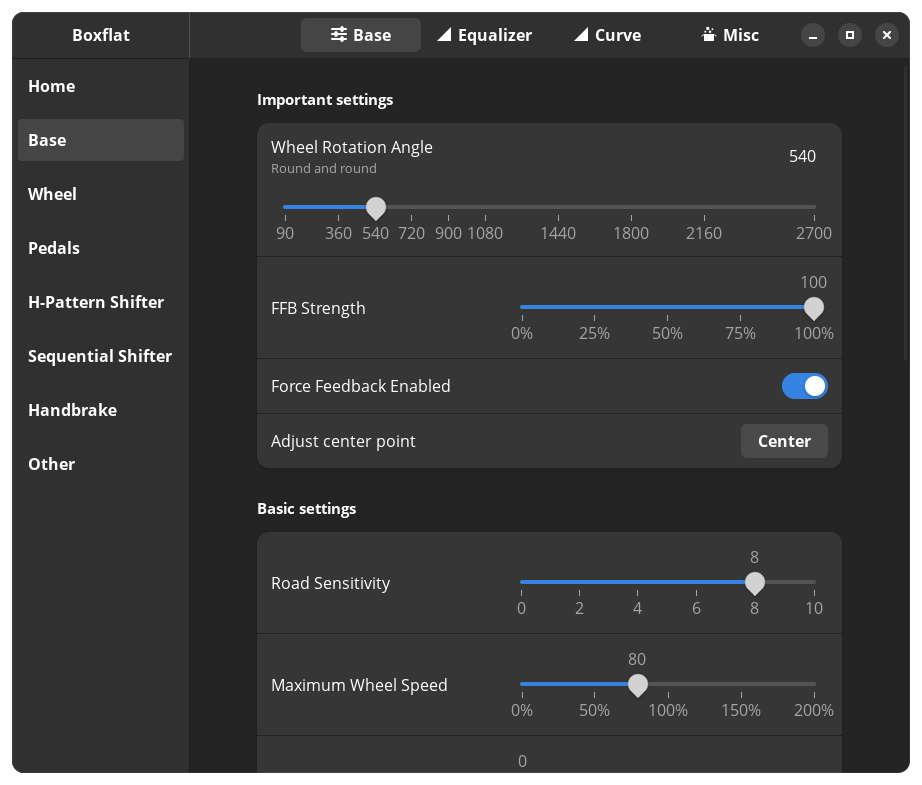 Boxflat
Base
Equalizer
Curve
Misc
Home
Base
Wheel
Pedals
H-Pattern Shifter
Sequential Shifter
Handbrake
Other
Important settings
Wheel Rotation Angle
Round and round
540
90 360 540 720 900 1080 1440 1800 2160 2700
100
FFB Strength
0% 25% 50% 75% 100%
Force Feedback Enabled
Adjust center point
Center
Basic settings
8
Road Sensitivity
0 2 4 6 8 10
80
Maximum Wheel Speed
0% 50% 100% 150% 200%
0